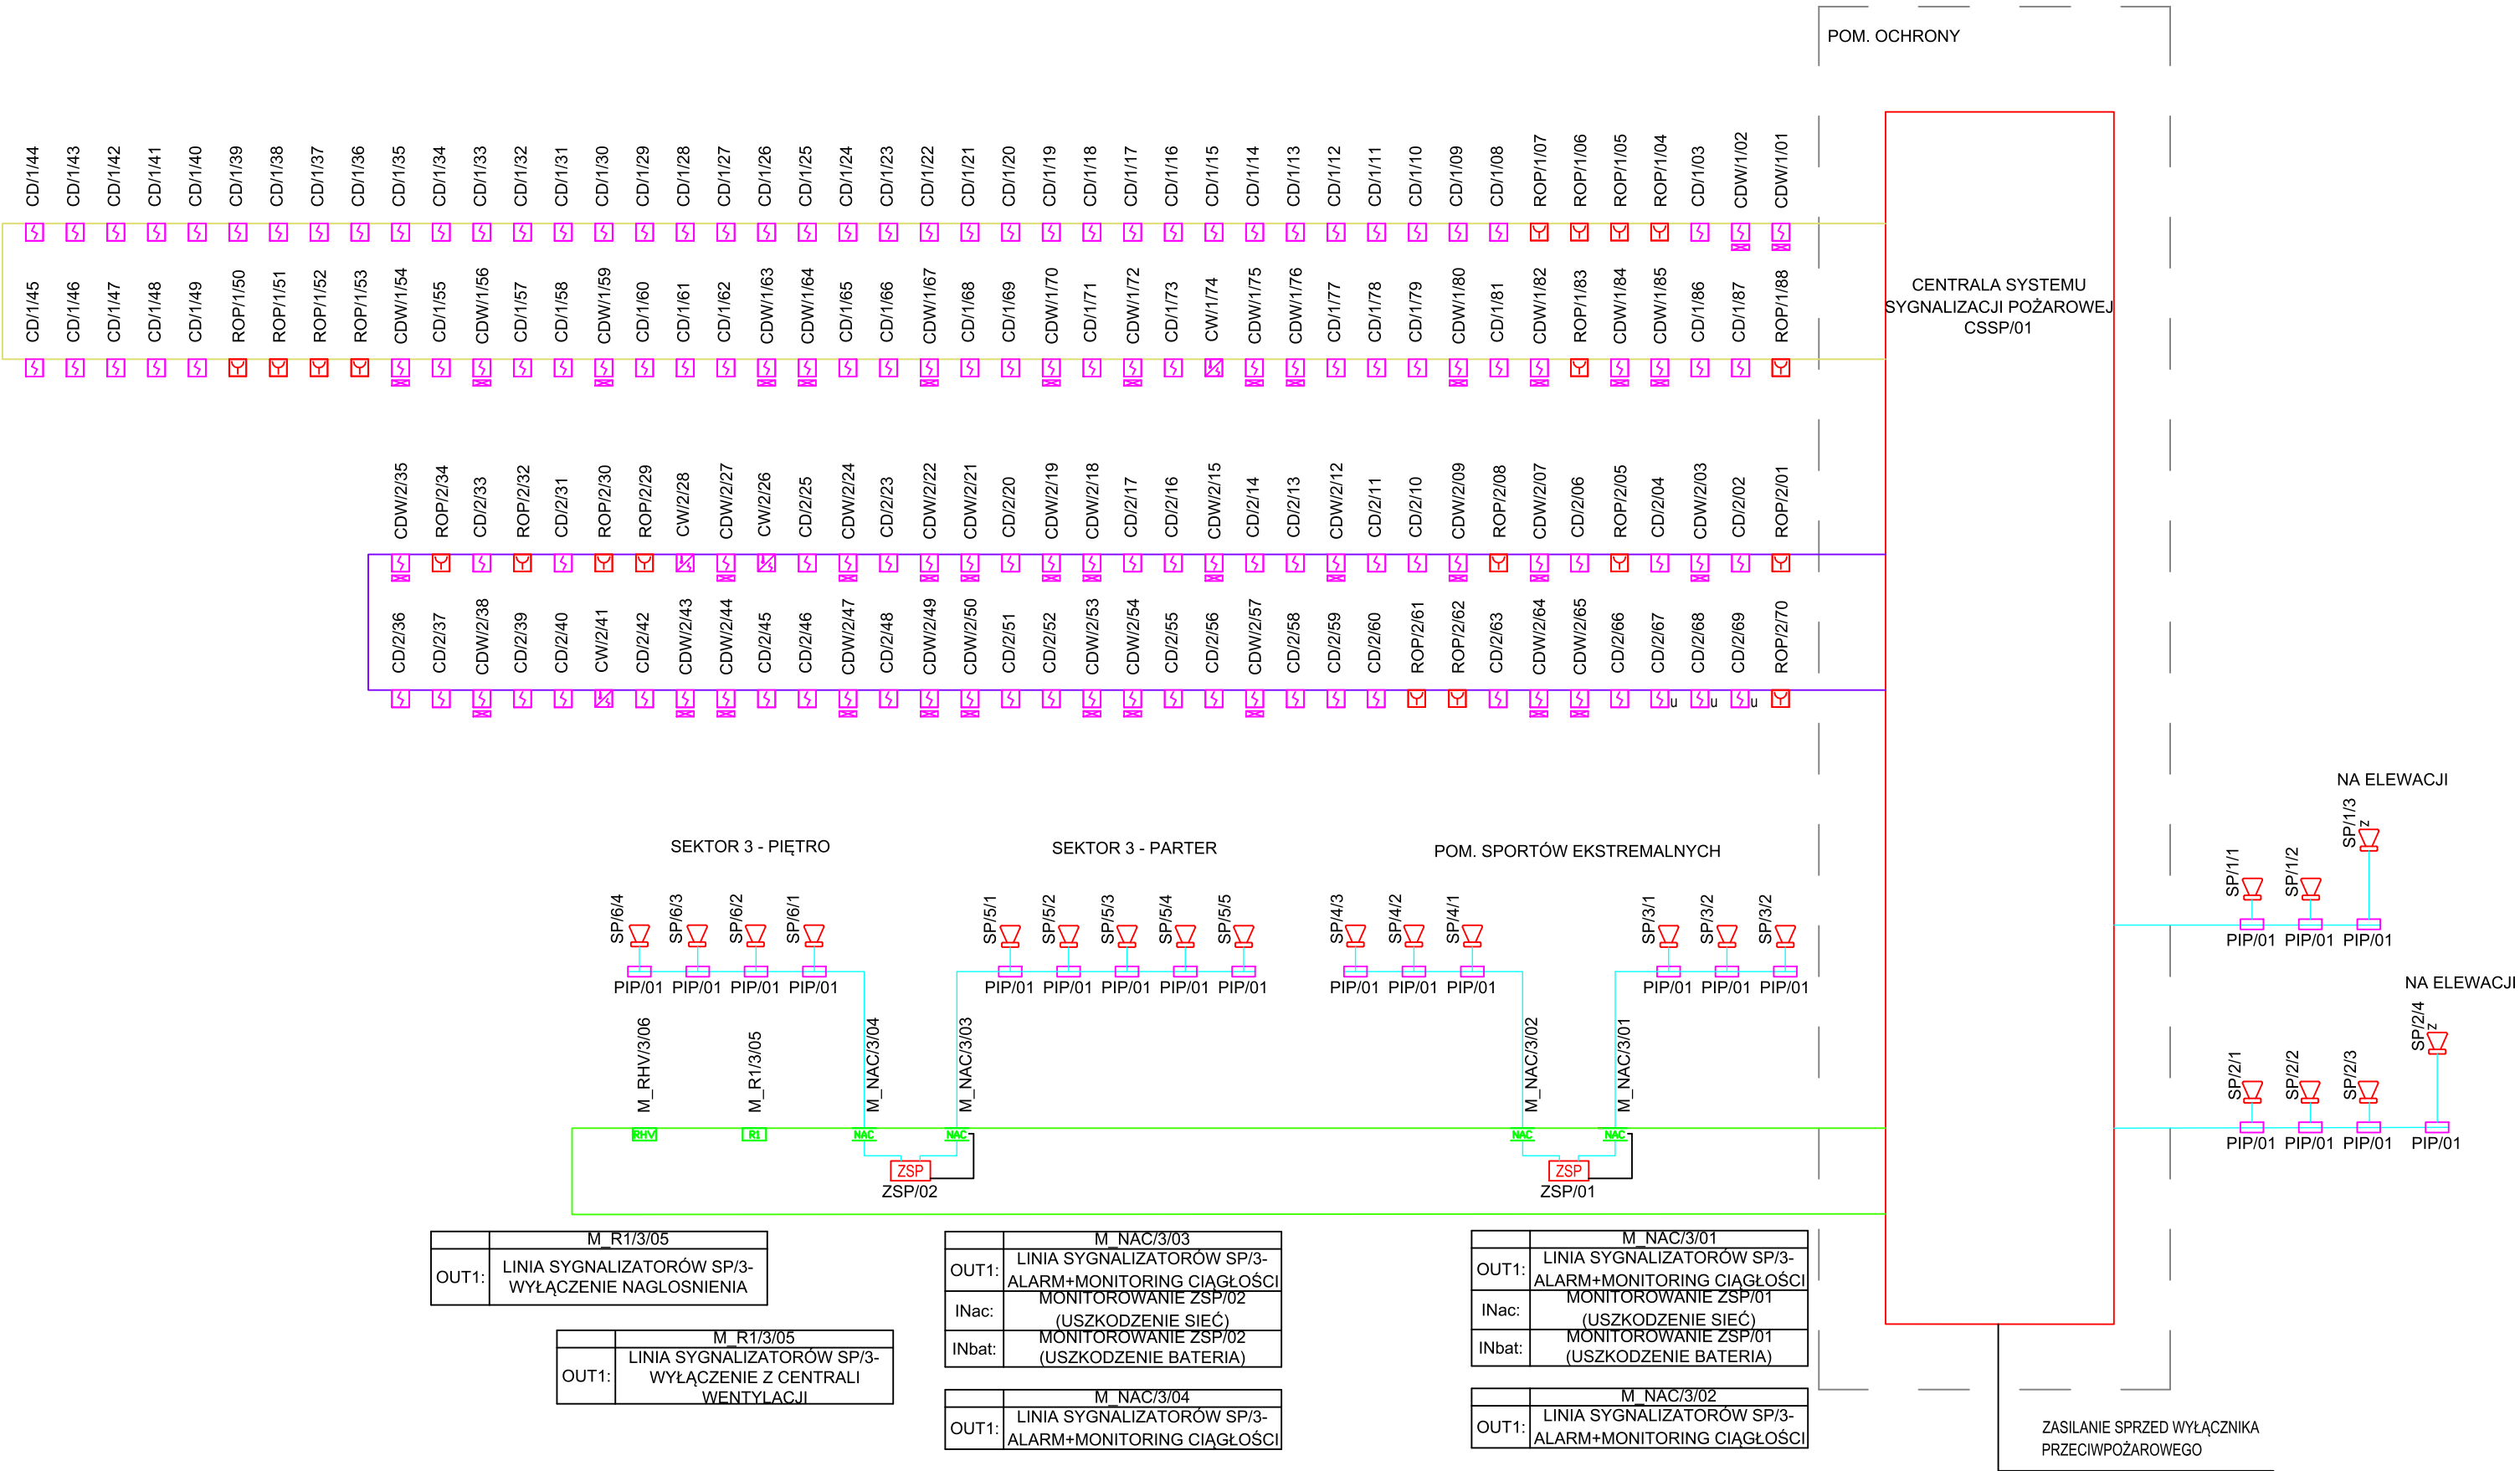 POM. OCHRONY
CD/1/44
CD/1/43
CD/1/42
CD/1/41
CD/1/40
CD/1/39
CD/1/38
CD/1/37
CD/1/36
CD/1/35
CD/1/34
CD/1/33
CD/1/32
CD/1/31
CD/1/30
CD/1/29
CD/1/28
CD/1/27
CD/1/26
CD/1/25
CD/1/24
CD/1/23
CD/1/22
CD/1/21
CD/1/20
CD/1/19
CD/1/18
CD/1/17
CD/1/16
CD/1/15
CD/1/14
CD/1/13
CD/1/12
CD/1/11
CD/1/10
CD/1/09
CD/1/08
ROP/1/07
ROP/1/06
ROP/1/05
ROP/1/04
CD/1/03
CDW/1/02
CDW/1/01
CD/1/45
CD/1/46
CD/1/47
CD/1/48
CD/1/49
ROP/1/50
ROP/1/51
ROP/1/52
ROP/1/53
CDW/1/54
CD/1/55
CDW/1/56
CD/1/57
CD/1/58
CDW/1/59
CD/1/60
CD/1/61
CD/1/62
CDW/1/63
CDW/1/64
CD/1/65
CD/1/66
CDW/1/67
CD/1/68
CD/1/69
CDW/1/70
CD/1/71
CDW/1/72
CD/1/73
CW/1/74
CDW/1/75
CDW/1/76
CD/1/77
CD/1/78
CD/1/79
CDW/1/80
CD/1/81
CDW/1/82
ROP/1/83
CDW/1/84
CDW/1/85
CD/1/86
CD/1/87
ROP/1/88
CENTRALA SYSTEMU
SYGNALIZACJI POŻAROWEJ
CSSP/01
CDW/2/35
ROP/2/34
CD/2/33
ROP/2/32
CD/2/31
ROP/2/30
ROP/2/29
CW/2/28
CDW/2/27
CW/2/26
CD/2/25
CDW/2/24
CD/2/23
CDW/2/22
CDW/2/21
CD/2/20
CDW/2/19
CDW/2/18
CD/2/17
CD/2/16
CDW/2/15
CD/2/14
CD/2/13
CDW/2/12
CD/2/11
CD/2/10
CDW/2/09
ROP/2/08
CDW/2/07
CD/2/06
ROP/2/05
CD/2/04
CDW/2/03
CD/2/02
ROP/2/01
CD/2/36
CD/2/37
CDW/2/38
CD/2/39
CD/2/40
CW/2/41
CD/2/42
CDW/2/43
CDW/2/44
CD/2/45
CD/2/46
CDW/2/47
CD/2/48
CDW/2/49
CDW/2/50
CD/2/51
CD/2/52
CDW/2/53
CDW/2/54
CD/2/55
CD/2/56
CDW/2/57
CD/2/58
CD/2/59
CD/2/60
ROP/2/61
ROP/2/62
CD/2/63
CDW/2/64
CDW/2/65
CD/2/66
CD/2/67
CD/2/68
CD/2/69
ROP/2/70
u
u
u
SEKTOR 3 - PIĘTRO
SP/6/4
SP/6/3
SP/6/2
SP/6/1
PIP/01
PIP/01
PIP/01
PIP/01
SEKTOR 3 - PARTER
SP/5/1
SP/5/2
SP/5/3
SP/5/4
SP/5/5
PIP/01
PIP/01
PIP/01
PIP/01
PIP/01
POM. SPORTÓW EKSTREMALNYCH
SP/4/3
SP/4/2
SP/4/1
SP/3/1
SP/3/2
SP/3/2
PIP/01
PIP/01
PIP/01
PIP/01
PIP/01
PIP/01
NA ELEWACJI
SP/1/1
SP/1/2
SP/1/3
z
PIP/01
PIP/01
PIP/01
NA ELEWACJI
SP/2/1
SP/2/2
SP/2/3
SP/2/4
z
PIP/01
PIP/01
PIP/01
PIP/01
M_RHV/3/06
M_R1/3/05
M_NAC/3/04
M_NAC/3/03
M_NAC/3/02
M_NAC/3/01
RHV
R1
NAC
NAC
NAC
NAC
ZSP
ZSP/02
ZSP
ZSP/01
M_R1/3/05
OUT1:
LINIA SYGNALIZATORÓW SP/3-
WYŁĄCZENIE NAGLOSNIENIA
M_R1/3/05
OUT1:
LINIA SYGNALIZATORÓW SP/3-
WYŁĄCZENIE Z CENTRALI
WENTYLACJI
M_NAC/3/03
OUT1:
LINIA SYGNALIZATORÓW SP/3-
ALARM+MONITORING CIĄGŁOŚCI
INac:
MONITOROWANIE ZSP/02
(USZKODZENIE SIEĆ)
INbat:
MONITOROWANIE ZSP/02
(USZKODZENIE BATERIA)
M_NAC/3/04
OUT1:
LINIA SYGNALIZATORÓW SP/3-
ALARM+MONITORING CIĄGŁOŚCI
M_NAC/3/01
OUT1:
LINIA SYGNALIZATORÓW SP/3-
ALARM+MONITORING CIĄGŁOŚCI
INac:
MONITOROWANIE ZSP/01
(USZKODZENIE SIEĆ)
INbat:
MONITOROWANIE ZSP/01
(USZKODZENIE BATERIA)
M_NAC/3/02
OUT1:
LINIA SYGNALIZATORÓW SP/3-
ALARM+MONITORING CIĄGŁOŚCI
ZASILANIE SPRZED WYŁĄCZNIKA
PRZECIWPOŻAROWEGO